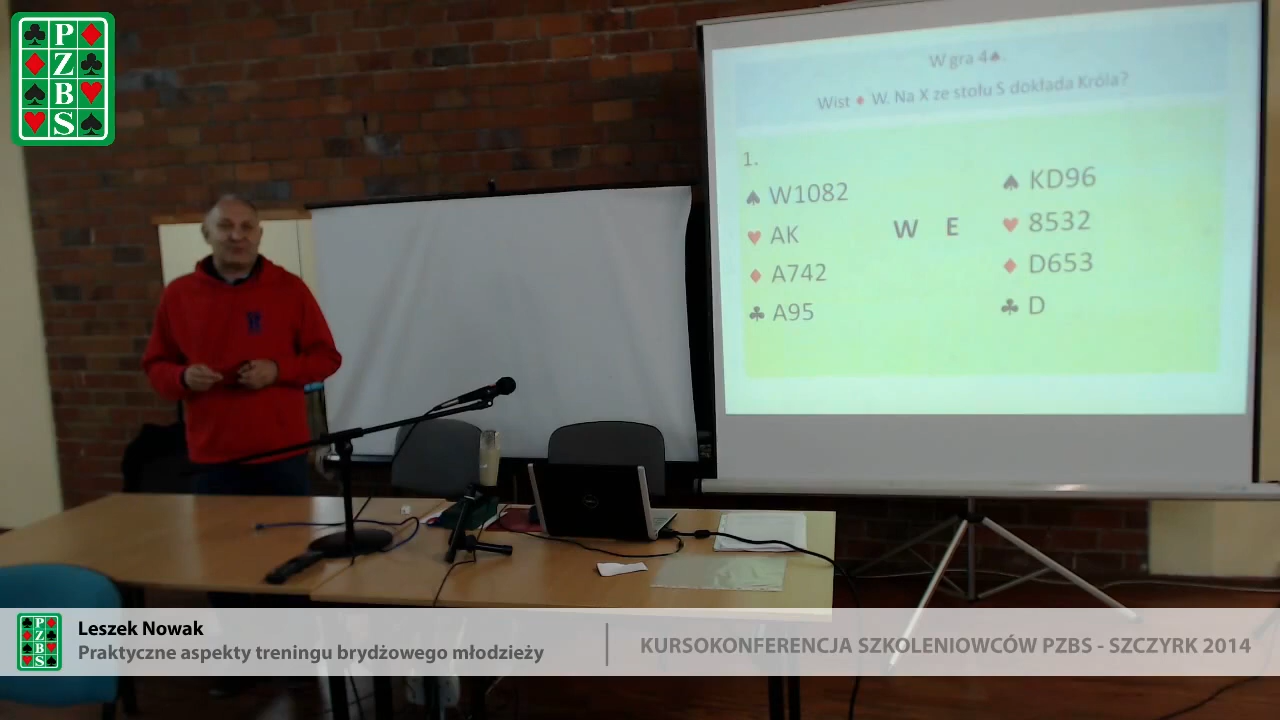 P
Z
B
S
W gra 4♠.
Wist ♦ W. Na X ze stołu S dokłada Króla?
1.
♠ W1082
♥ AK
♦ A742
♣ A95
W E
♠ KD96
♥ 8532
♦ D653
♣ D
P
Z
B
S
Leszek Nowak
Praktyczne aspekty treningu brydżowego młodzieży
KURSOKONFERENCJA SZKOLENIOWCÓW PZBS - SZCZYRK 2014